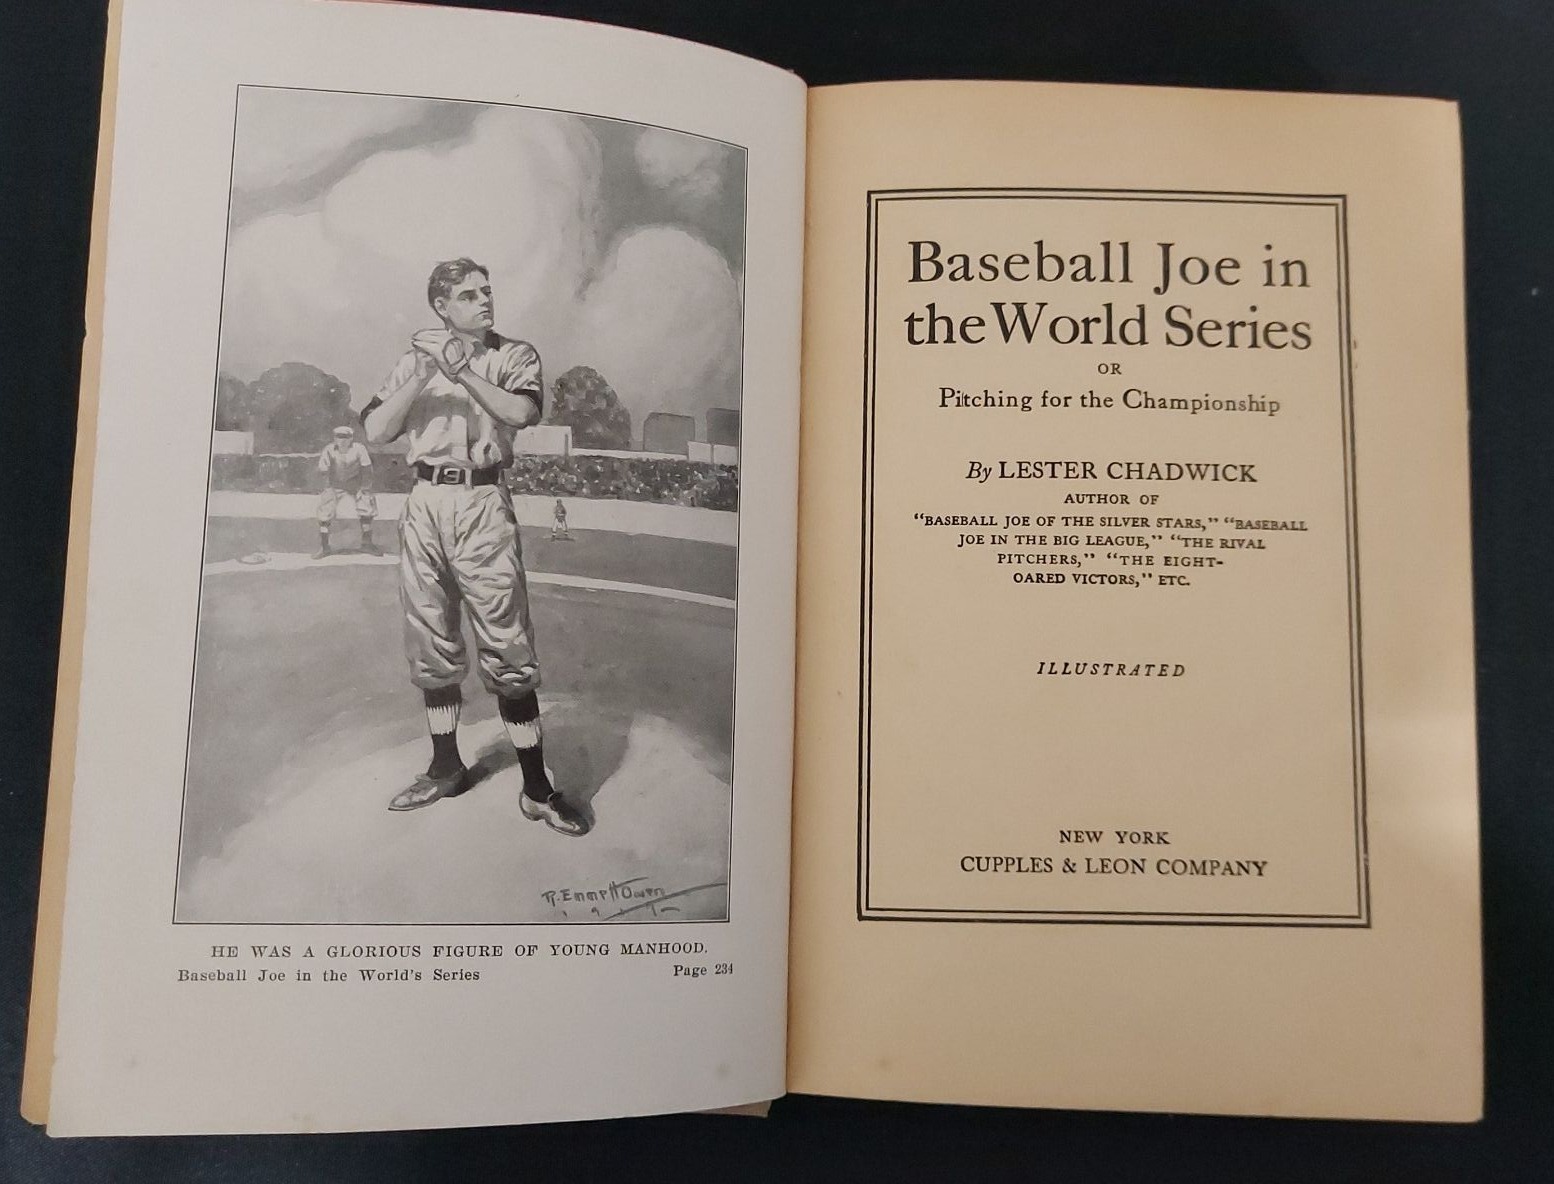 R. Emmett Owen
HE WAS A GLORIOUS FIGURE OF YOUNG MANHOOD.
Baseball Joe in the World's Series Page 234
Baseball Joe in
the World Series
OR
Pitching for the Championship
By LESTER CHADWICK
AUTHOR OF
"BASEBALL JOE OF THE SILVER STARS," "BASEBALL
JOE IN THE BIG LEAGUE," "THE RIVAL
PITCHERS," "THE EIGHT-
OARED VICTORS," ETC.
ILLUSTRATED
NEW YORK
CUPPLES & LEON COMPANY